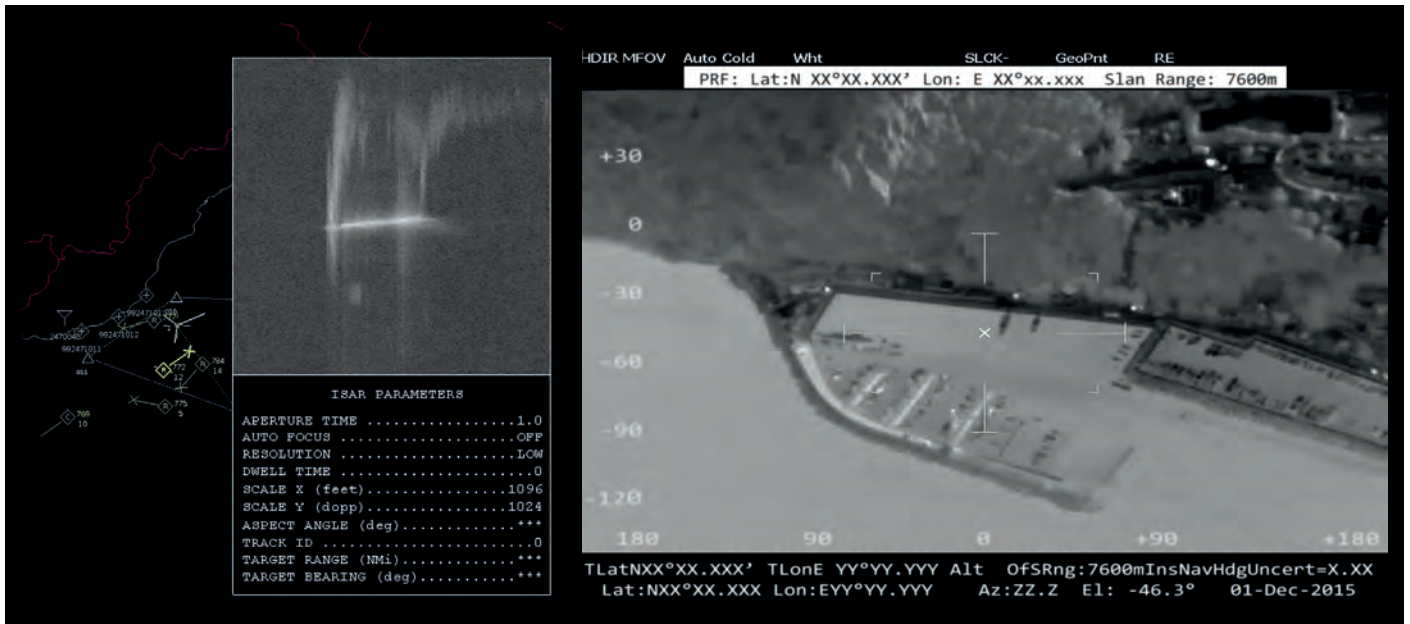 992471013
992471012
2470048
992471011
811
772
12
784
14
775
5
789
10
ISAR PARAMETERS
APERTURE TIME ..................1.0
AUTO FOCUS .....................OFF
RESOLUTION .....................LOW
DWELL TIME .......................0
SCALE X (feet)................1096
SCALE Y (dopp)................1024
ASPECT ANGLE (deg).............***
TRACK ID .........................0
TARGET RANGE (NMi) ............***
TARGET BEARING (deg)...........***
HDIR MFOV Auto Cold Wht SLCK- GeoPnt RE
PRF: Lat:N XX°XX.XXX’ Lon: E XX°xx.xxx Slan Range: 7600m
+30
0
-30
-60
-90
-120
180 90 0 +90 +180
TLatNXX°XX.XXX’ TLonE YY°YY.YYY Alt OfSRng:7600mInsNavHdgUncert=X.XX
Lat:NXX°XX.XXX Lon:EYY°YY.YYY Az:ZZ.Z El: -46.3° 01-Dec-2015